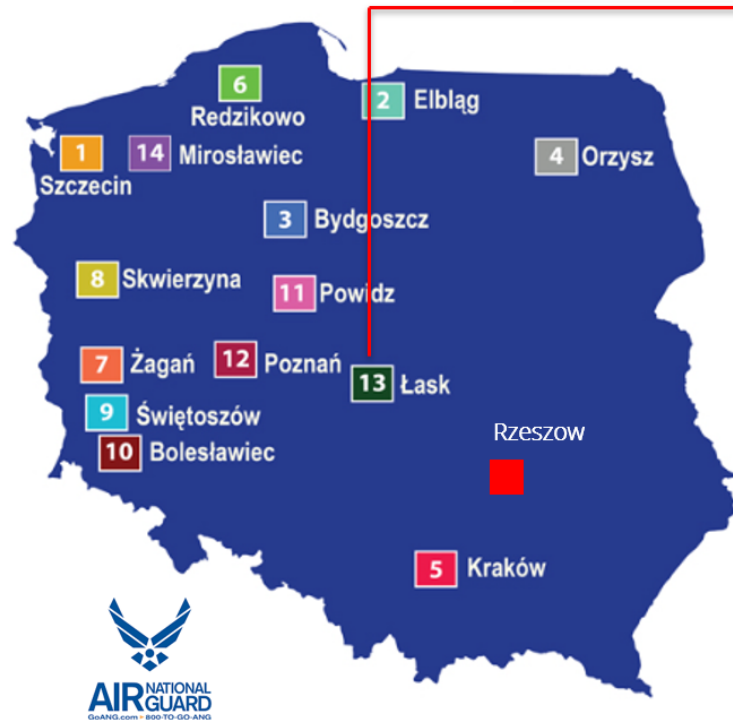 6
Redzikowo
2 Elbląg
1
Szczecin
14 Mirosławiec
4 Orzysz
3 Bydgoszcz
8 Skwierzyna
11 Powidz
7 Żagań
12 Poznań
13 Łask
9 Świętoszów
10 Bolesławiec
Rzeszow
5 Kraków
AIR NATIONAL GUARD
GoANG.com • 800-TO-GO-ANG